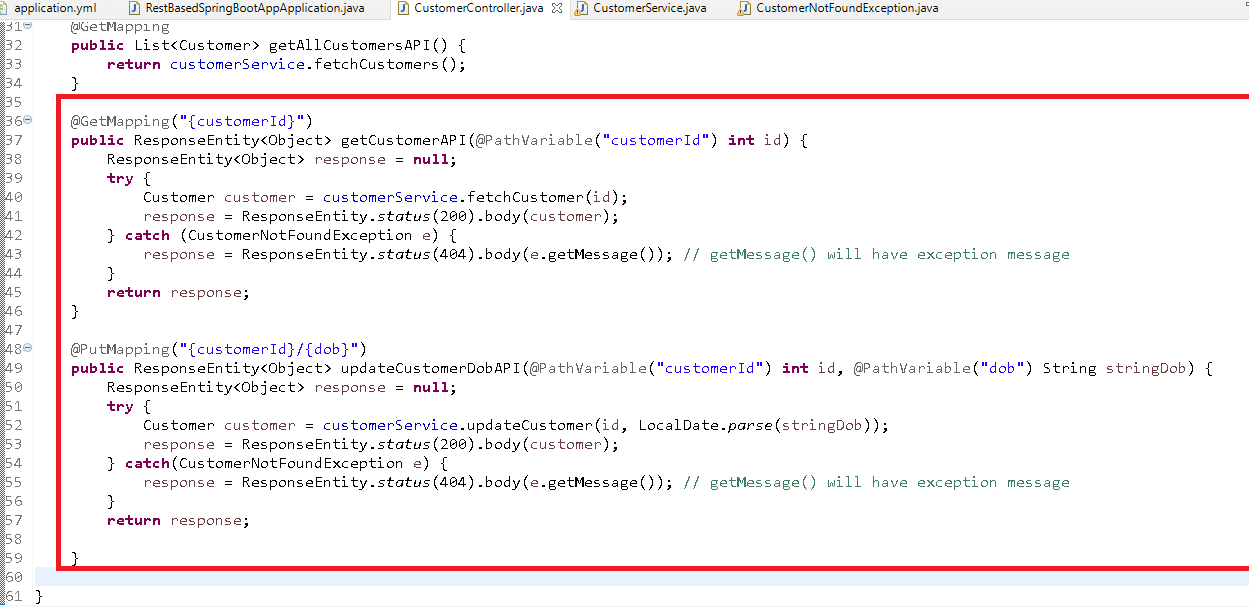 application.yml RestBasedSpringBootAppApplication.java CustomerController.java CustomerService.java CustomerNotFoundException.java
31 @GetMapping
32 public List<Customer> getAllCustomersAPI() {
33 return customerService.fetchCustomers();
34 }
35
36 @GetMapping("{customerId}")
37 public ResponseEntity<Object> getCustomerAPI(@PathVariable("customerId") int id) {
38 ResponseEntity<Object> response = null;
39 try {
40 Customer customer = customerService.fetchCustomer(id);
41 response = ResponseEntity.status(200).body(customer);
42 } catch (CustomerNotFoundException e) {
43 response = ResponseEntity.status(404).body(e.getMessage()); // getMessage() will have exception message
44 }
45 return response;
46 }
47
48 @PutMapping("{customerId}/{dob}")
49 public ResponseEntity<Object> updateCustomerDobAPI(@PathVariable("customerId") int id, @PathVariable("dob") String stringDob) {
50 ResponseEntity<Object> response = null;
51 try {
52 Customer customer = customerService.updateCustomer(id, LocalDate.parse(stringDob));
53 response = ResponseEntity.status(200).body(customer);
54 } catch(CustomerNotFoundException e) {
55 response = ResponseEntity.status(404).body(e.getMessage()); // getMessage() will have exception message
56 }
57 return response;
58
59 }
60
61 }